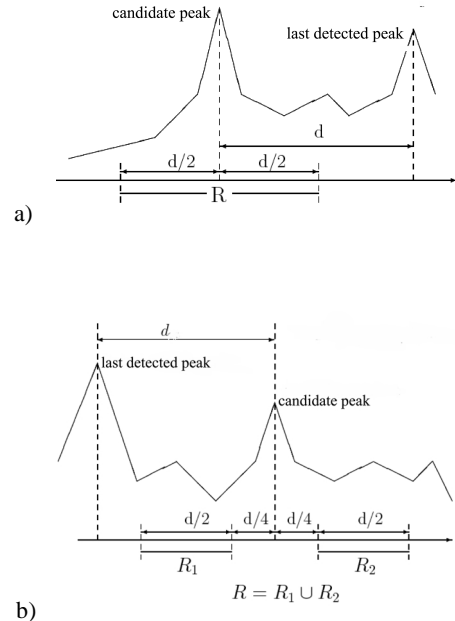 candidate peak
last detected peak
d
d/2 d/2
R
a)
d
last detected peak
candidate peak
d/2 d/4 d/4 d/2
R₁ R₂
R = R₁ ∪ R₂
b)